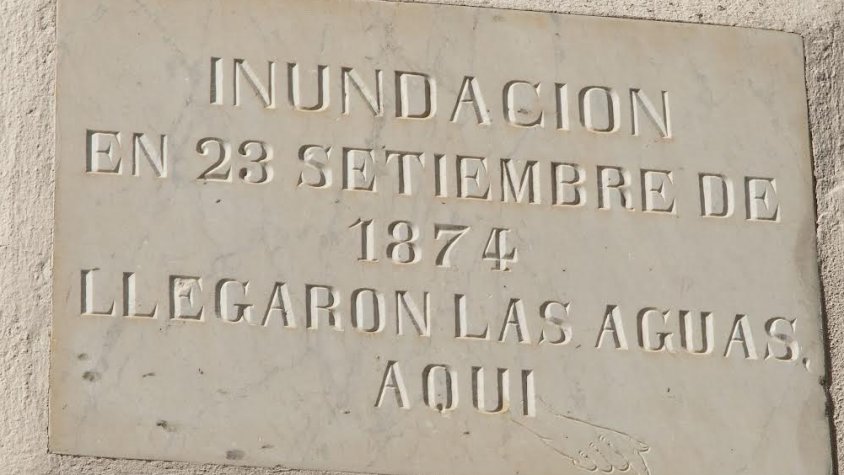 INUNDACION
EN 23 SETIEMBRE DE
1874
LLEGARON LAS AGUAS.
AQUI